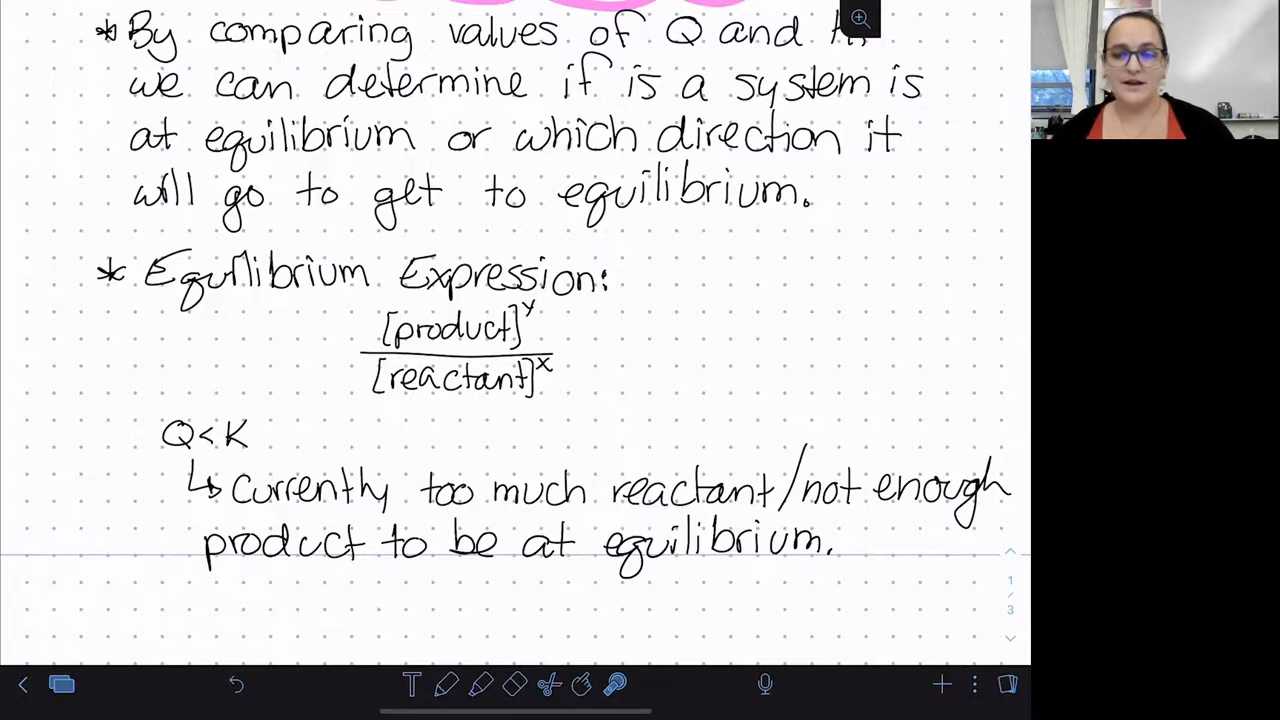 * By comparing values of Q and
we can determine if is a system is
at equilibrium or which direction it
will go to get to equilibrium.
* Equilibrium Expression:
[product]^y
[reactant]^x
Q < K
↳ Currently too much reactant/not enough
product to be at equilibrium.
1
/
3
T